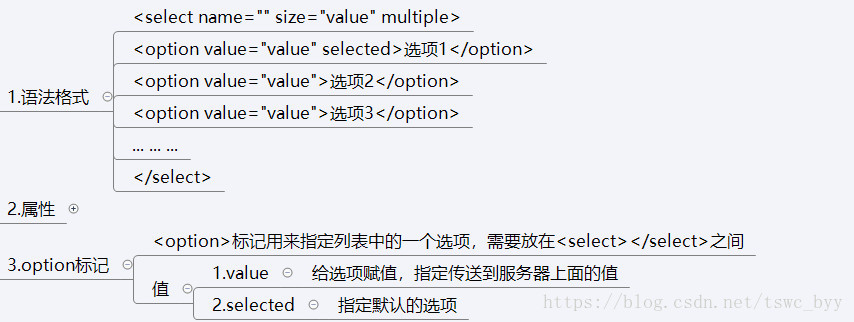 <select name="" size="value" multiple>
<option value="value" selected>选项1</option>
<option value="value">选项2</option>
1.语法格式
<option value="value">选项3</option>
... ... ...
</select>
2.属性
<option>标记用来指定列表中的一个选项，需要放在<select></select>之间
3.option标记
值
1.value 给选项赋值，指定传送到服务器上面的值
2.selected 指定默认的选项
https://blog.csdn.net/tswc_byy